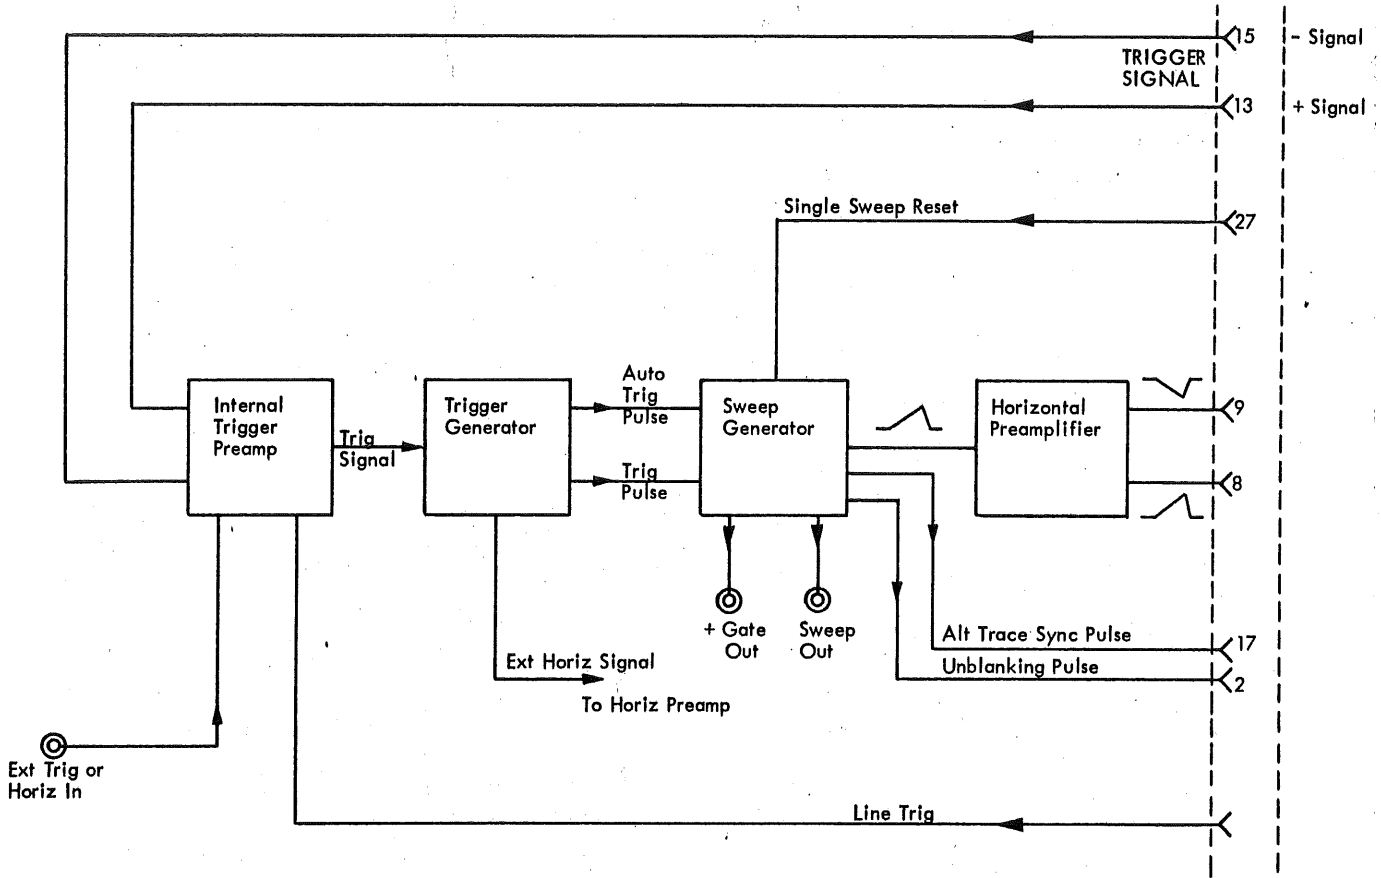 15
- Signal
TRIGGER
SIGNAL
13
+ Signal
Single Sweep Reset
27
Internal
Trigger
Preamp
Trig
Signal
Trigger
Generator
Auto
Trig
Pulse
Trig
Pulse
Sweep
Generator
Horizontal
Preamplifier
9
8
+ Gate
Out
Sweep
Out
Alt Trace Sync Pulse
17
Unblanking Pulse
2
Ext Horiz Signal
To Horiz Preamp
Ext Trig or
Horiz In
Line Trig